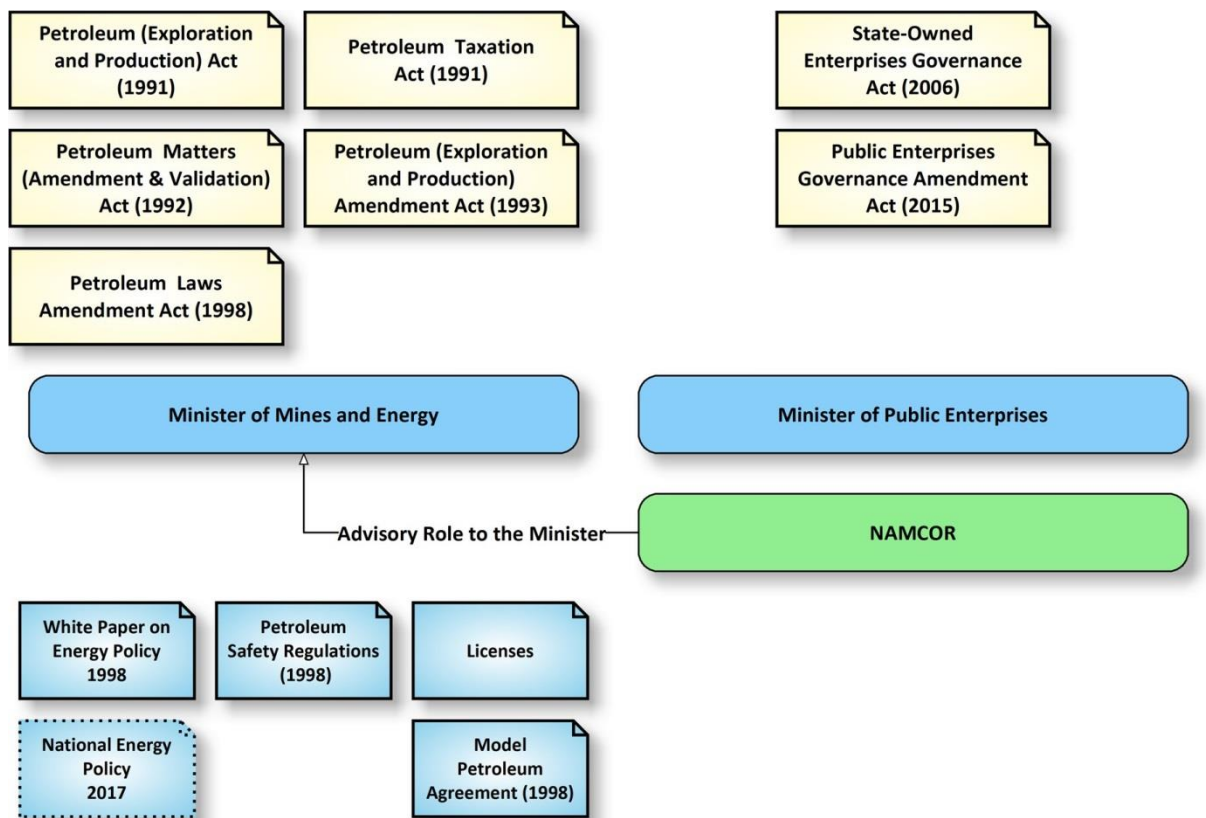 Petroleum (Exploration
and Production) Act
(1991)
Petroleum Taxation
Act (1991)
State-Owned
Enterprises Governance
Act (2006)
Petroleum Matters
(Amendment & Validation)
Act (1992)
Petroleum (Exploration
and Production)
Amendment Act (1993)
Public Enterprises
Governance Amendment
Act (2015)
Petroleum Laws
Amendment Act (1998)
Minister of Mines and Energy
Minister of Public Enterprises
Advisory Role to the Minister
NAMCOR
White Paper on
Energy Policy
1998
Petroleum
Safety Regulations
(1998)
Licenses
National Energy
Policy
2017
Model
Petroleum
Agreement (1998)